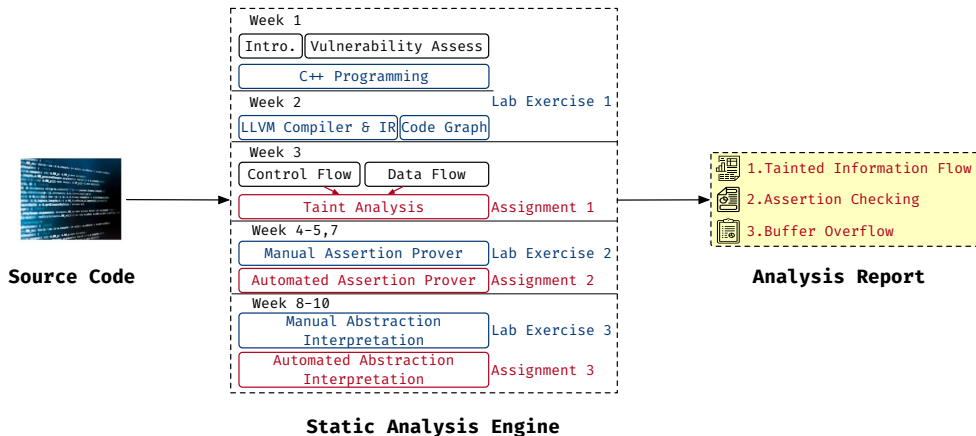 Week 1
Intro.
Vulnerability Assess
C++ Programming
Lab Exercise 1
Week 2
LLVM Compiler & IR
Code Graph
Week 3
Control Flow
Data Flow
Taint Analysis
Assignment 1
Week 4-5,7
Manual Assertion Prover
Lab Exercise 2
Automated Assertion Prover
Assignment 2
Week 8-10
Manual Abstraction
Interpretation
Lab Exercise 3
Automated Abstraction
Interpretation
Assignment 3
Source Code
Static Analysis Engine
1.Tainted Information Flow
2.Assertion Checking
3.Buffer Overflow
Analysis Report